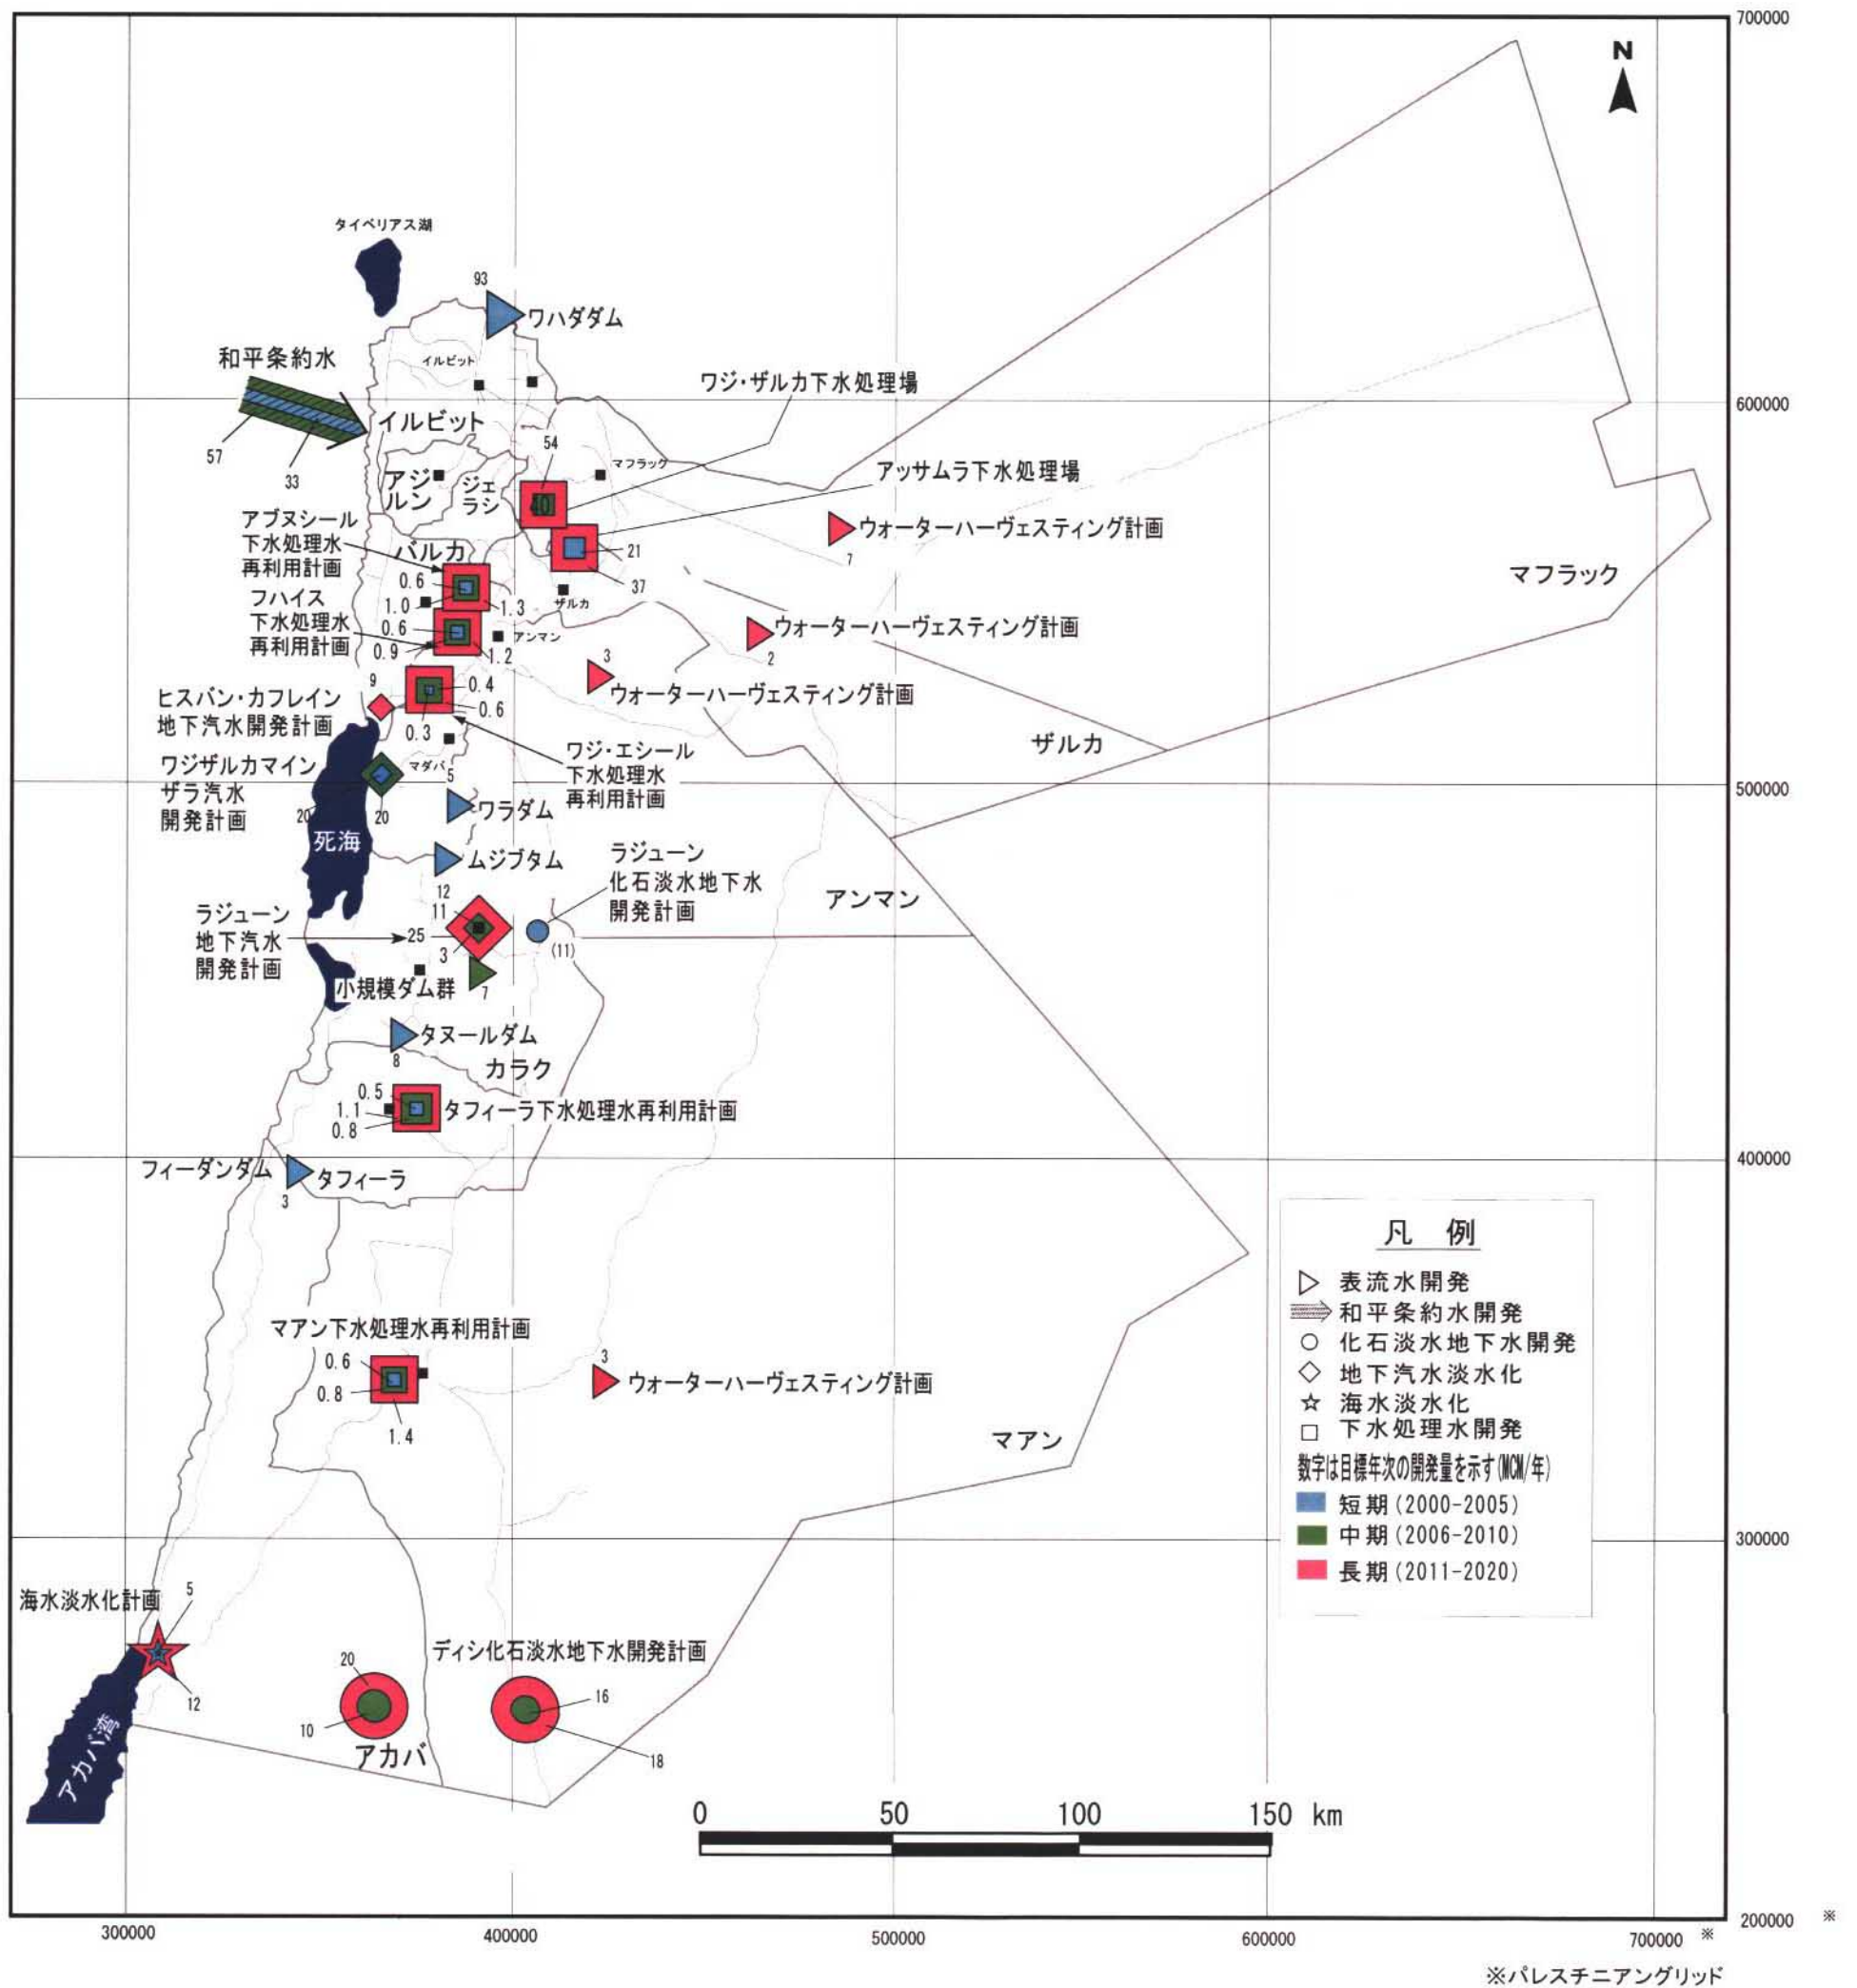 700000
N
タイベリアス湖
93
ワハダダム
和平条約水
イルビット
ワジ・ザルカ下水処理場
600000
イルビット
57
33
54
マフラック
アッサムラ下水処理場
アジ
ルン
ジェ
ラシ
40
アブヌシール
下水処理水
再利用計画
バルカ
ウォーターハーヴェスティング計画
7
21
37
マフラック
0.6
1.0
1.3
ザルカ
フハイス
下水処理水
再利用計画
0.6
0.9
1.2
アンマン
ウォーターハーヴェスティング計画
2
3
ウォーターハーヴェスティング計画
9
ヒスバン・カフレイン
地下汽水開発計画
0.4
0.6
0.3
ワジ・エシール
下水処理水
再利用計画
ザルカ
ワジザルカマイン
ザラ汽水
開発計画
マダバ
5
20
20
500000
ワラダム
死海
ムジブタム
12
ラジューン
化石淡水地下水
開発計画
アンマン
ラジューン
地下汽水
開発計画
11
25
3
(11)
小規模ダム群
7
タヌールダム
8
カラク
0.5
1.1
0.8
タフィーラ下水処理水再利用計画
400000
フィーダンダム
タフィーラ
3
凡 例
表流水開発
和平条約水開発
化石淡水地下水開発
地下汽水淡水化
海水淡水化
下水処理水開発
数字は目標年次の開発量を示す(MCM/年)
短期(2000-2005)
中期(2006-2010)
長期(2011-2020)
マアン下水処理水再利用計画
0.6
0.8
1.4
3
ウォーターハーヴェスティング計画
マアン
300000
海水淡水化計画
5
12
ディシ化石淡水地下水開発計画
20
10
16
18
アカバ
アカバ湾
0 50 100 150 km
200000 ※
300000 400000 500000 600000 700000 ※
※パレスチニアングリッド